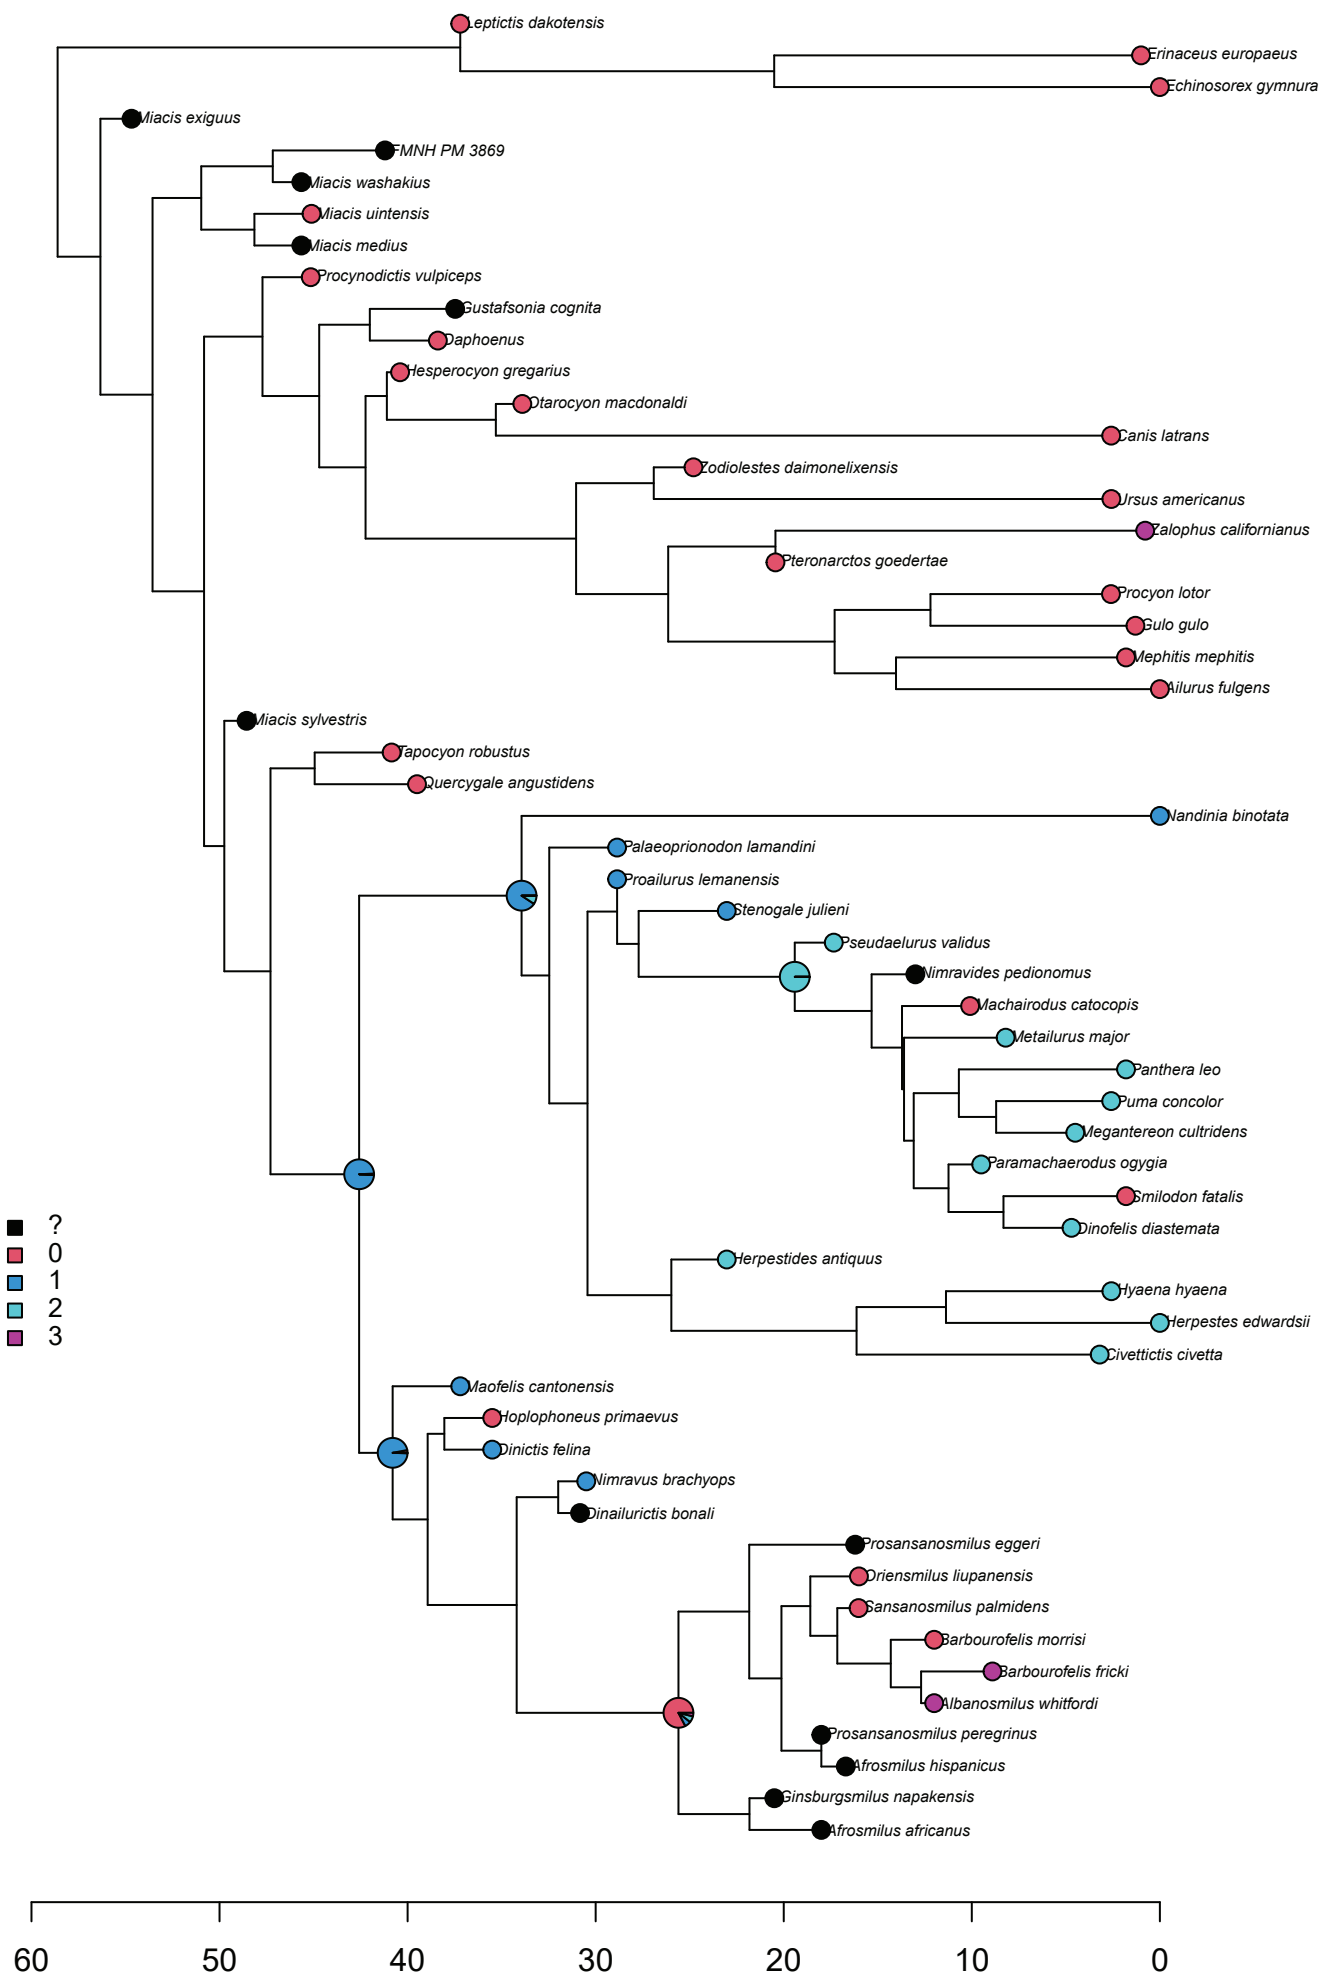 Leptictis dakotensis
Erinaceus europaeus
Echinosorex gymnura
Miacis exiguus
FMNH PM 3869
Miacis washakius
Miacis uintensis
Miacis medius
Procynodictis vulpiceps
Gustafsonia cognita
Daphoenus
Hesperocyon gregarius
Otarocyon macdonaldi
Canis latrans
Zodiolestes daimonelixensis
Ursus americanus
Zalophus californianus
Pteronarctos goedertae
Procyon lotor
Gulo gulo
Mephitis mephitis
Ailurus fulgens
Miacis sylvestris
Tapocyon robustus
Quercygale angustidens
Nandinia binotata
Palaeoprionodon lamandini
Proailurus lemanensis
Stenogale julieni
Pseudaelurus validus
Nimravides pedionomus
Machairodus catocopis
Metailurus major
Panthera leo
Puma concolor
Megantereon cultridens
Paramachaerodus ogygia
Smilodon fatalis
Dinofelis diastemata
Herpestides antiquus
Hyaena hyaena
Herpestes edwardsii
Civettictis civetta
Maofelis cantonensis
Hoplophoneus primaevus
Dinictis felina
Nimravus brachyops
Dinailurictis bonali
Prosansanosmilus eggeri
Oriensmilus liupanensis
Sansanosmilus palmidens
Barbourofelis morrisi
Barbourofelis fricki
Albanosmilus whitfordi
Prosansanosmilus peregrinus
Afrosmilus hispanicus
Ginsburgsmilus napakensis
Afrosmilus africanus
?
0
1
2
3
60 50 40 30 20 10 0